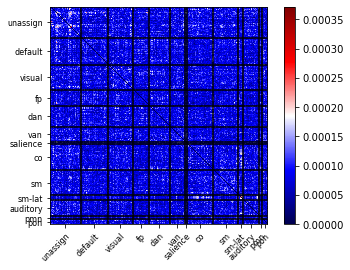 unassign
default
visual
fp
dan
van
salience
co
sm
sm-lat
auditory
pmn
pon
unassign
default
visual
fp
dan
van
salience
co
sm
sm-lat
auditory
pon
0.00035
0.00030
0.00025
0.00020
0.00015
0.00010
0.00005
0.00000